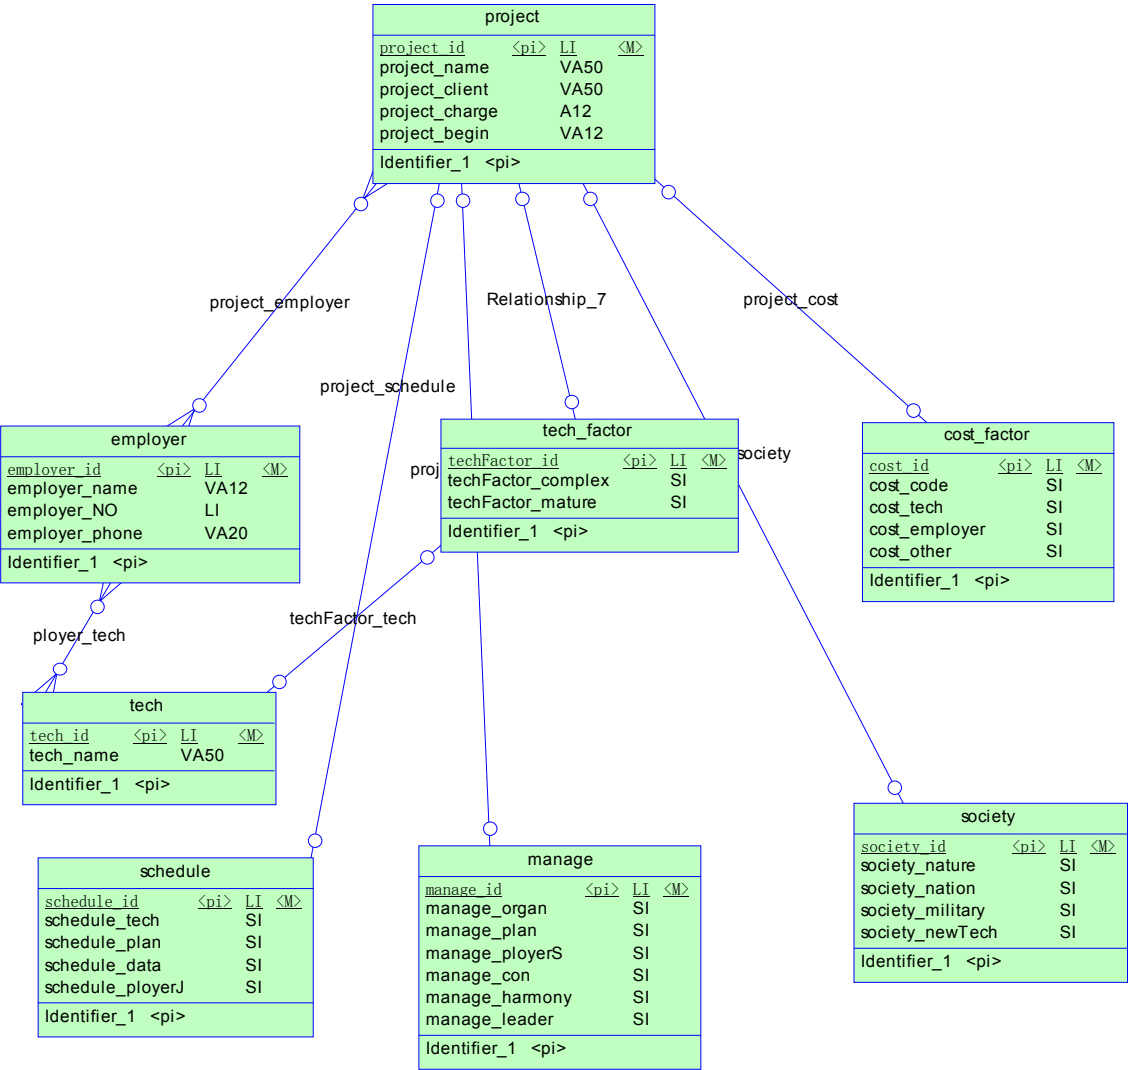 project
project_id <pi> LI <M>
project_name VA50
project_client VA50
project_charge A12
project_begin VA12
Identifier_1 <pi>
project_employer
Relationship_7
project_cost
project_schedule
employer
employer_id <pi> LI <M>
employer_name VA12
employer_NO LI
employer_phone VA20
Identifier_1 <pi>
proj
tech_factor
techFactor_id <pi> LI <M>
techFactor_complex SI
techFactor_mature SI
Identifier_1 <pi>
society
cost_factor
cost_id <pi> LI <M>
cost_code SI
cost_tech SI
cost_employer SI
cost_other SI
Identifier_1 <pi>
ployer_tech
techFactor_tech
tech
tech_id <pi> LI <M>
tech_name VA50
Identifier_1 <pi>
schedule
schedule_id <pi> LI <M>
schedule_tech SI
schedule_plan SI
schedule_data SI
schedule_ployerJ SI
Identifier_1 <pi>
manage
manage_id <pi> LI <M>
manage_organ SI
manage_plan SI
manage_ployerS SI
manage_con SI
manage_harmony SI
manage_leader SI
Identifier_1 <pi>
society
society_id <pi> LI <M>
society_nature SI
society_nation SI
society_military SI
society_newTech SI
Identifier_1 <pi>